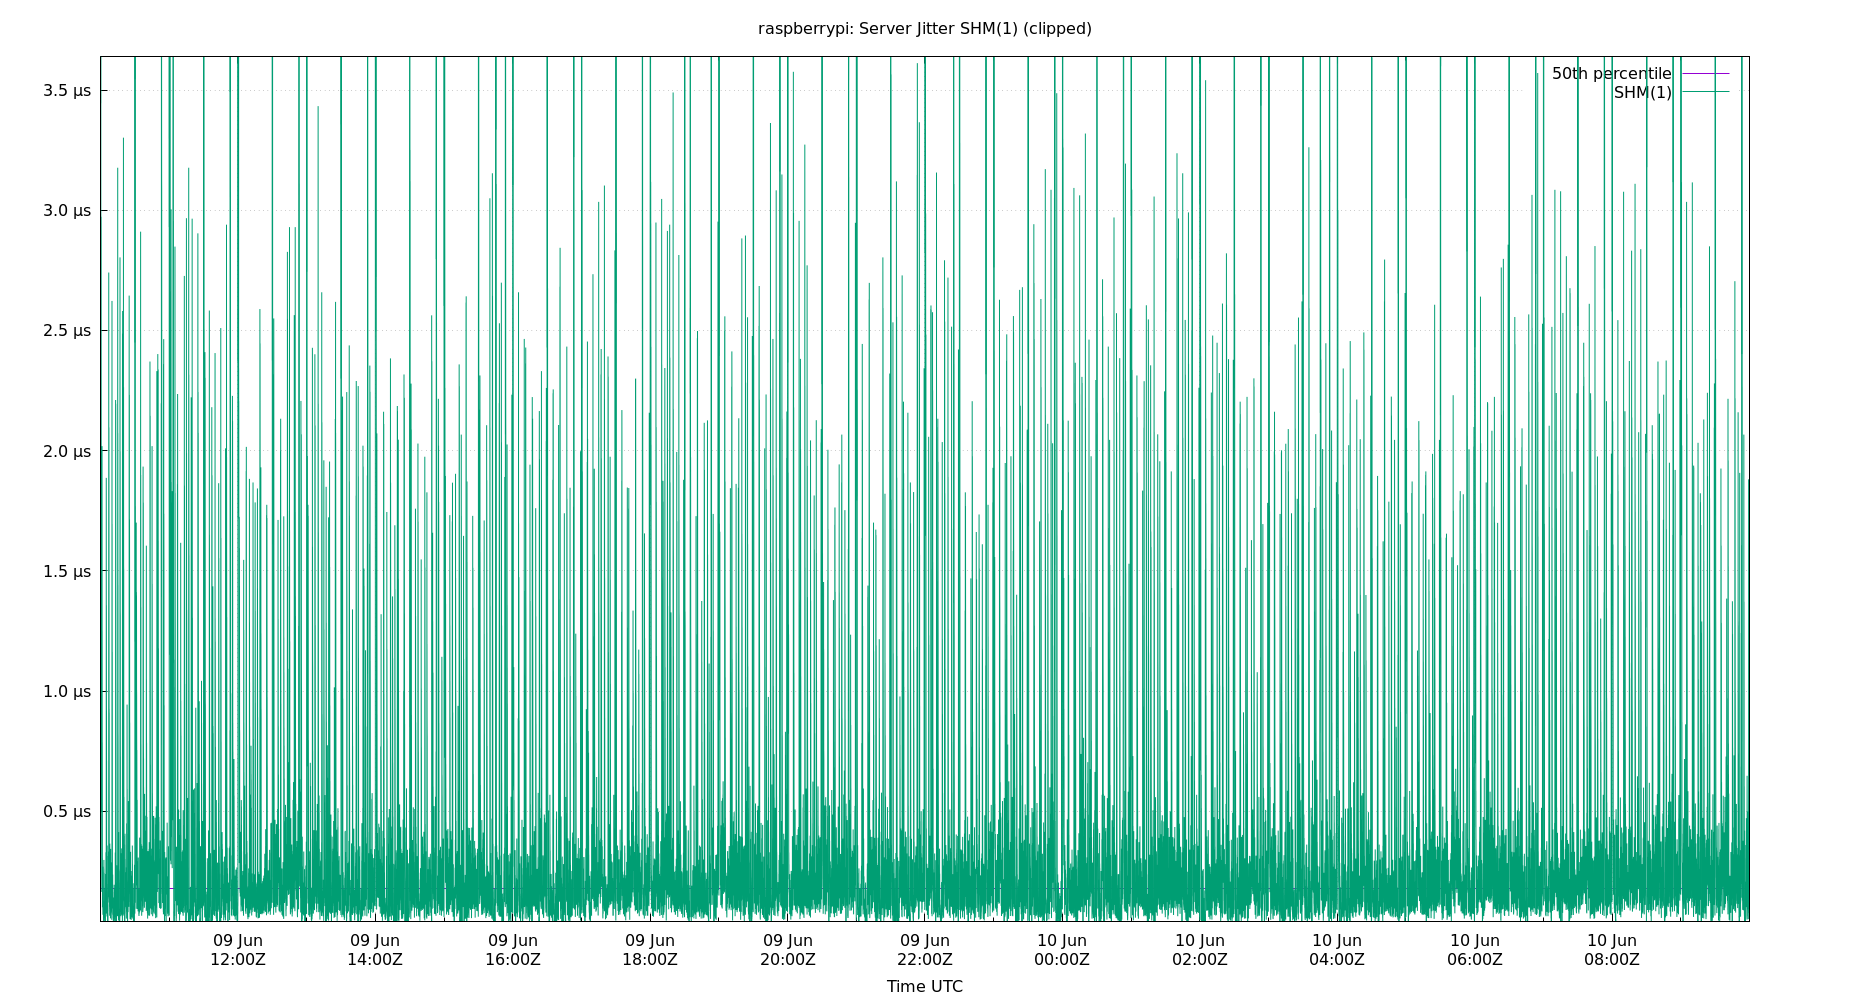 raspberrypi: Server Jitter SHM(1) (clipped)
50th percentile
SHM(1)
3.5 µs
3.0 µs
2.5 µs
2.0 µs
1.5 µs
1.0 µs
0.5 µs
09 Jun 09 Jun 09 Jun 09 Jun 09 Jun 09 Jun 10 Jun 10 Jun 10 Jun 10 Jun 10 Jun
12:00Z 14:00Z 16:00Z 18:00Z 20:00Z 22:00Z 00:00Z 02:00Z 04:00Z 06:00Z 08:00Z
Time UTC